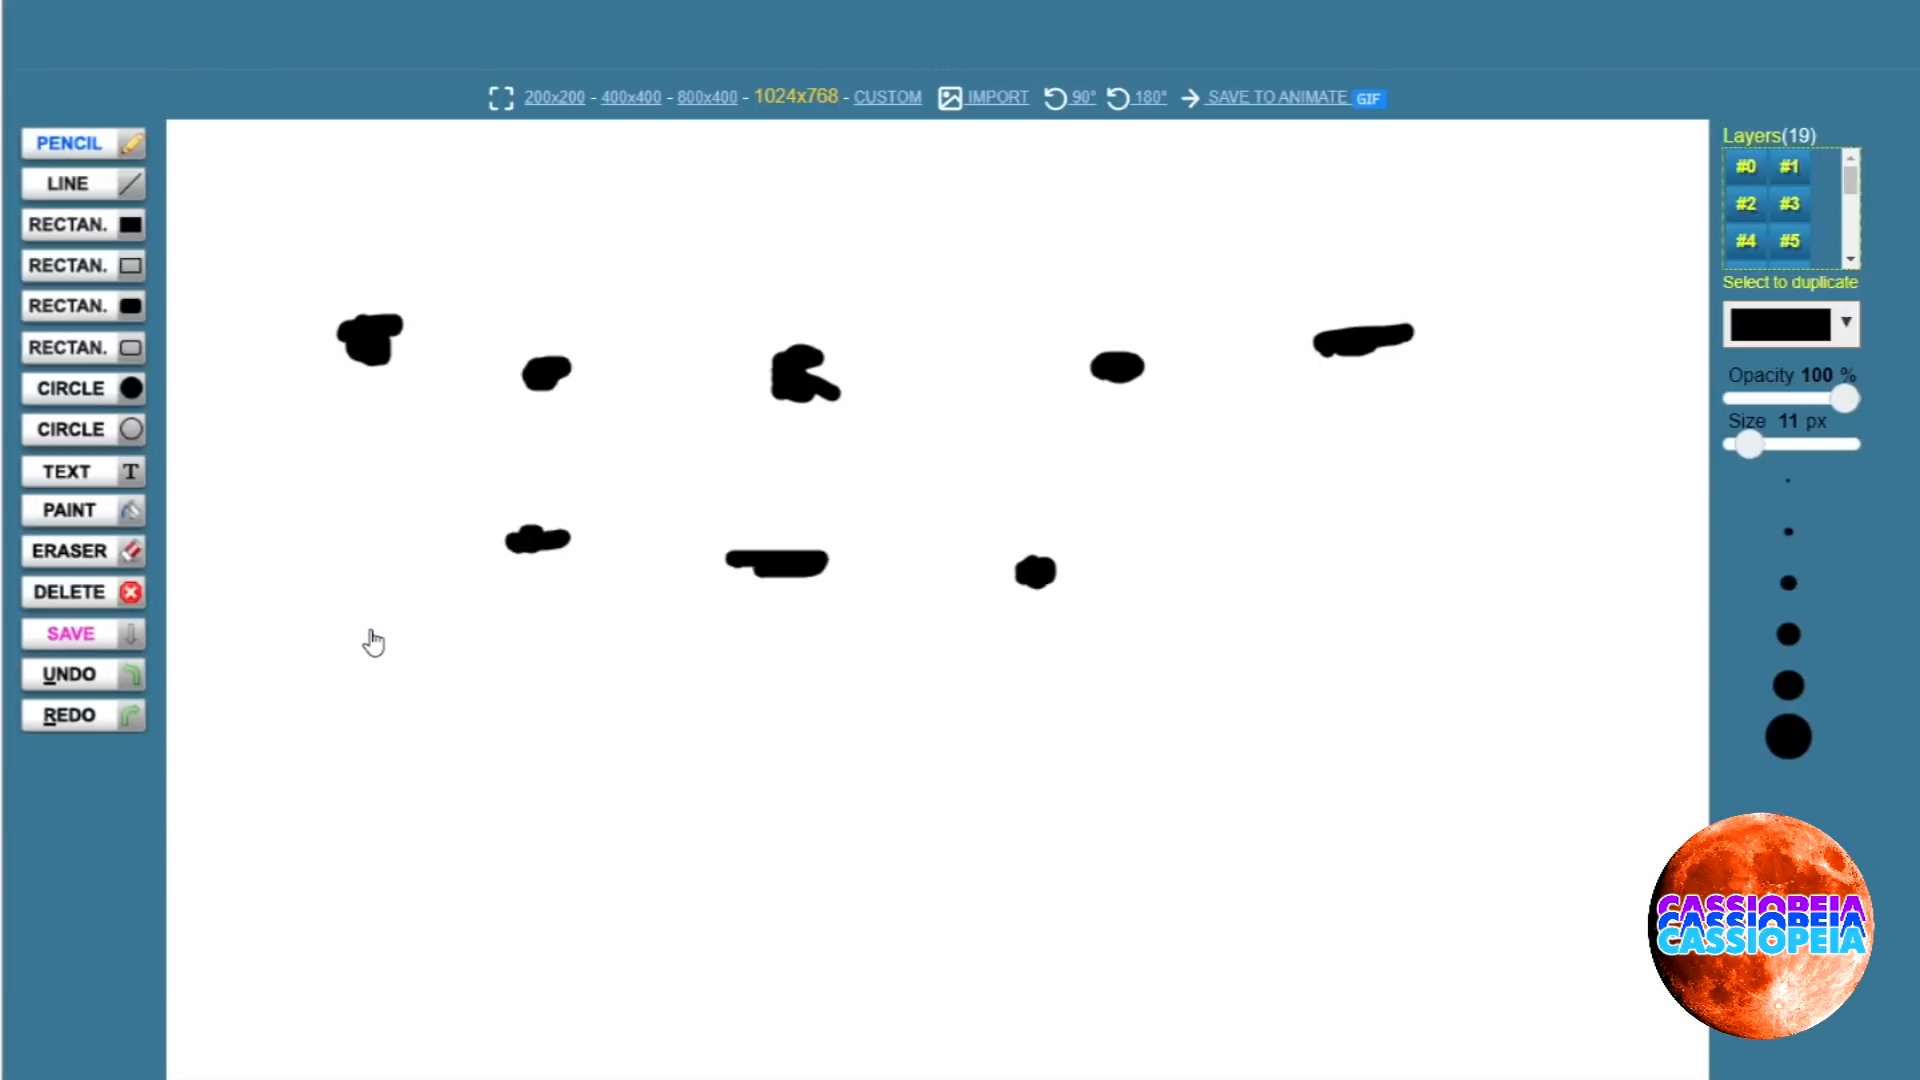 200x200 - 400x400 - 800x400 - 1024x768 - CUSTOM IMPORT 90° 180° SAVE TO ANIMATE GIF
PENCIL
LINE
RECTAN.
RECTAN.
RECTAN.
RECTAN.
CIRCLE
CIRCLE
TEXT T
PAINT
ERASER
DELETE
SAVE
UNDO
REDO
Layers(19)
#0 #1
#2 #3
#4 #5
Select to duplicate
Opacity 100 %
Size 11 px
CASSIOPEIA
CASSIOPEIA
CASSIOPEIA